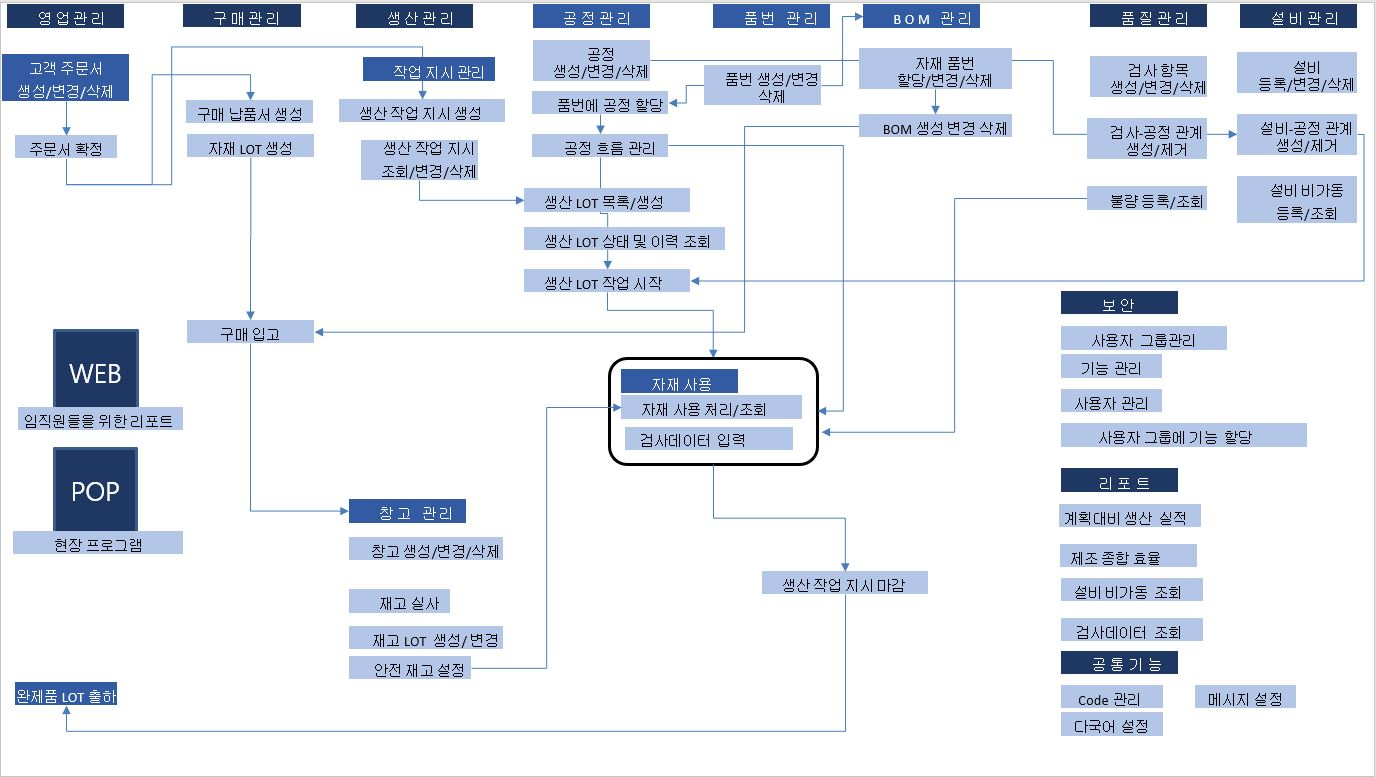 영업관리
구매관리
생산관리
공정관리
품번 관리
BOM 관리
품질관리
설비관리
고객 주문서
생성/변경/삭제
주문서 확정
구매 납품서 생성
자재 LOT 생성
구매 입고
작업 지시 관리
생산 작업 지시 생성
생산 작업 지시
조회/변경/삭제
공정
생성/변경/삭제
품번에 공정 할당
공정 흐름 관리
생산 LOT 목록/생성
생산 LOT 상태 및 이력 조회
생산 LOT 작업 시작
품번 생성/변경
삭제
자재 품번
할당/변경/삭제
BOM 생성 변경 삭제
검사 항목
생성/변경/삭제
검사-공정 관계
생성/제거
불량 등록/조회
설비
등록/변경/삭제
설비-공정 관계
생성/제거
설비 비가동
등록/조회
WEB
임직원들을 위한 리포트
POP
현장 프로그램
자재 사용
자재 사용 처리/조회
검사데이터 입력
창고 관리
창고 생성/변경/삭제
재고 실사
재고 LOT 생성/ 변경
안전 재고 설정
생산 작업 지시 마감
완제품 LOT 출하
보안
사용자 그룹관리
기능 관리
사용자 관리
사용자 그룹에 기능 할당
리포트
계획대비 생산 실적
제조 종합 효율
설비 비가동 조회
검사데이터 조회
공통기능
Code 관리
메시지 설정
다국어 설정